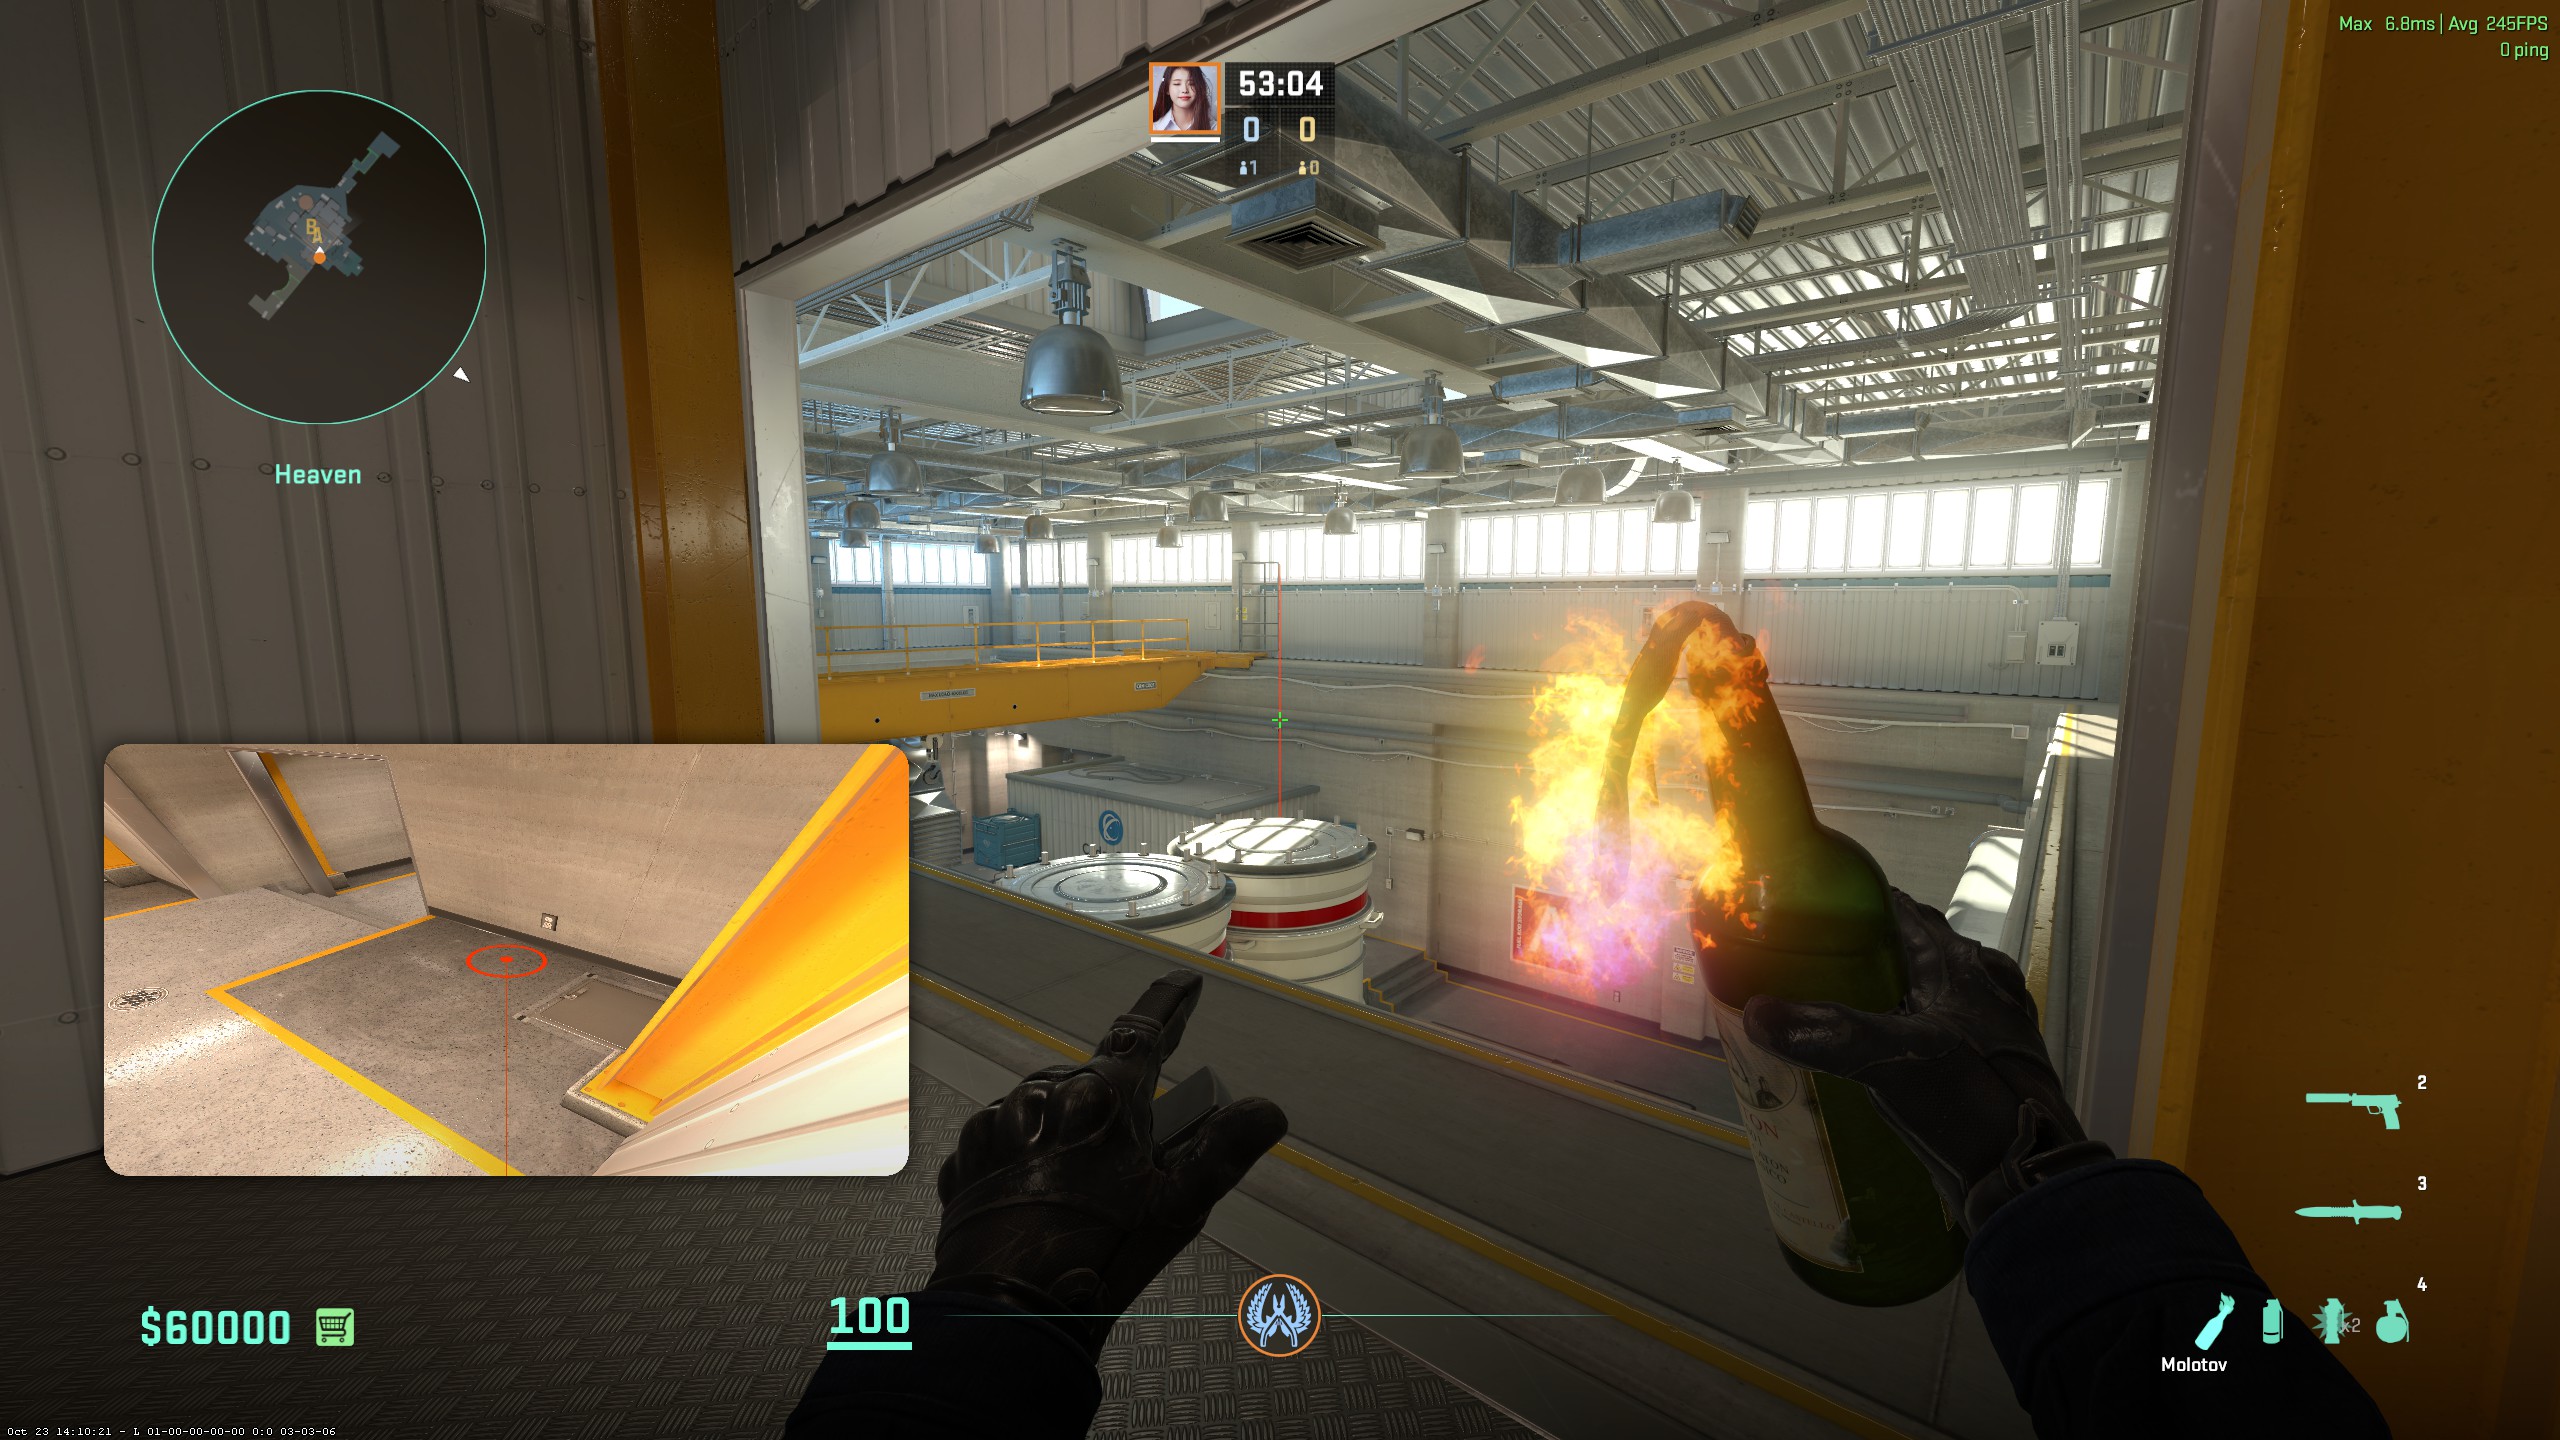 Max 6.8ms | Avg 245FPS
0 ping
53:04
0 0
1 0
B
A
Heaven
A
2
3
4
x2
Molotov
$60000
100
Oct 23 14:10:21 - L 01-00-00-00-00 0:0 03-03-06